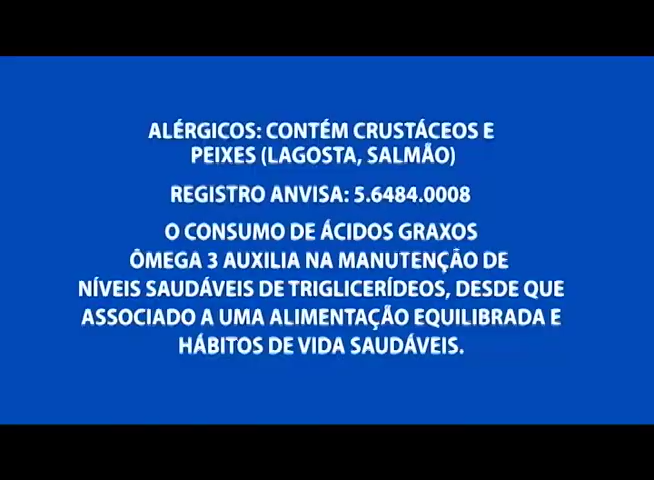 ALÉRGICOS: CONTÉM CRUSTÁCEOS E
PEIXES (LAGOSTA, SALMÃO)
REGISTRO ANVISA: 5.6484.0008
O CONSUMO DE ÁCIDOS GRAXOS
ÔMEGA 3 AUXILIA NA MANUTENÇÃO DE
NÍVEIS SAUDÁVEIS DE TRIGLICERÍDEOS, DESDE QUE
ASSOCIADO A UMA ALIMENTAÇÃO EQUILIBRADA E
HÁBITOS DE VIDA SAUDÁVEIS.